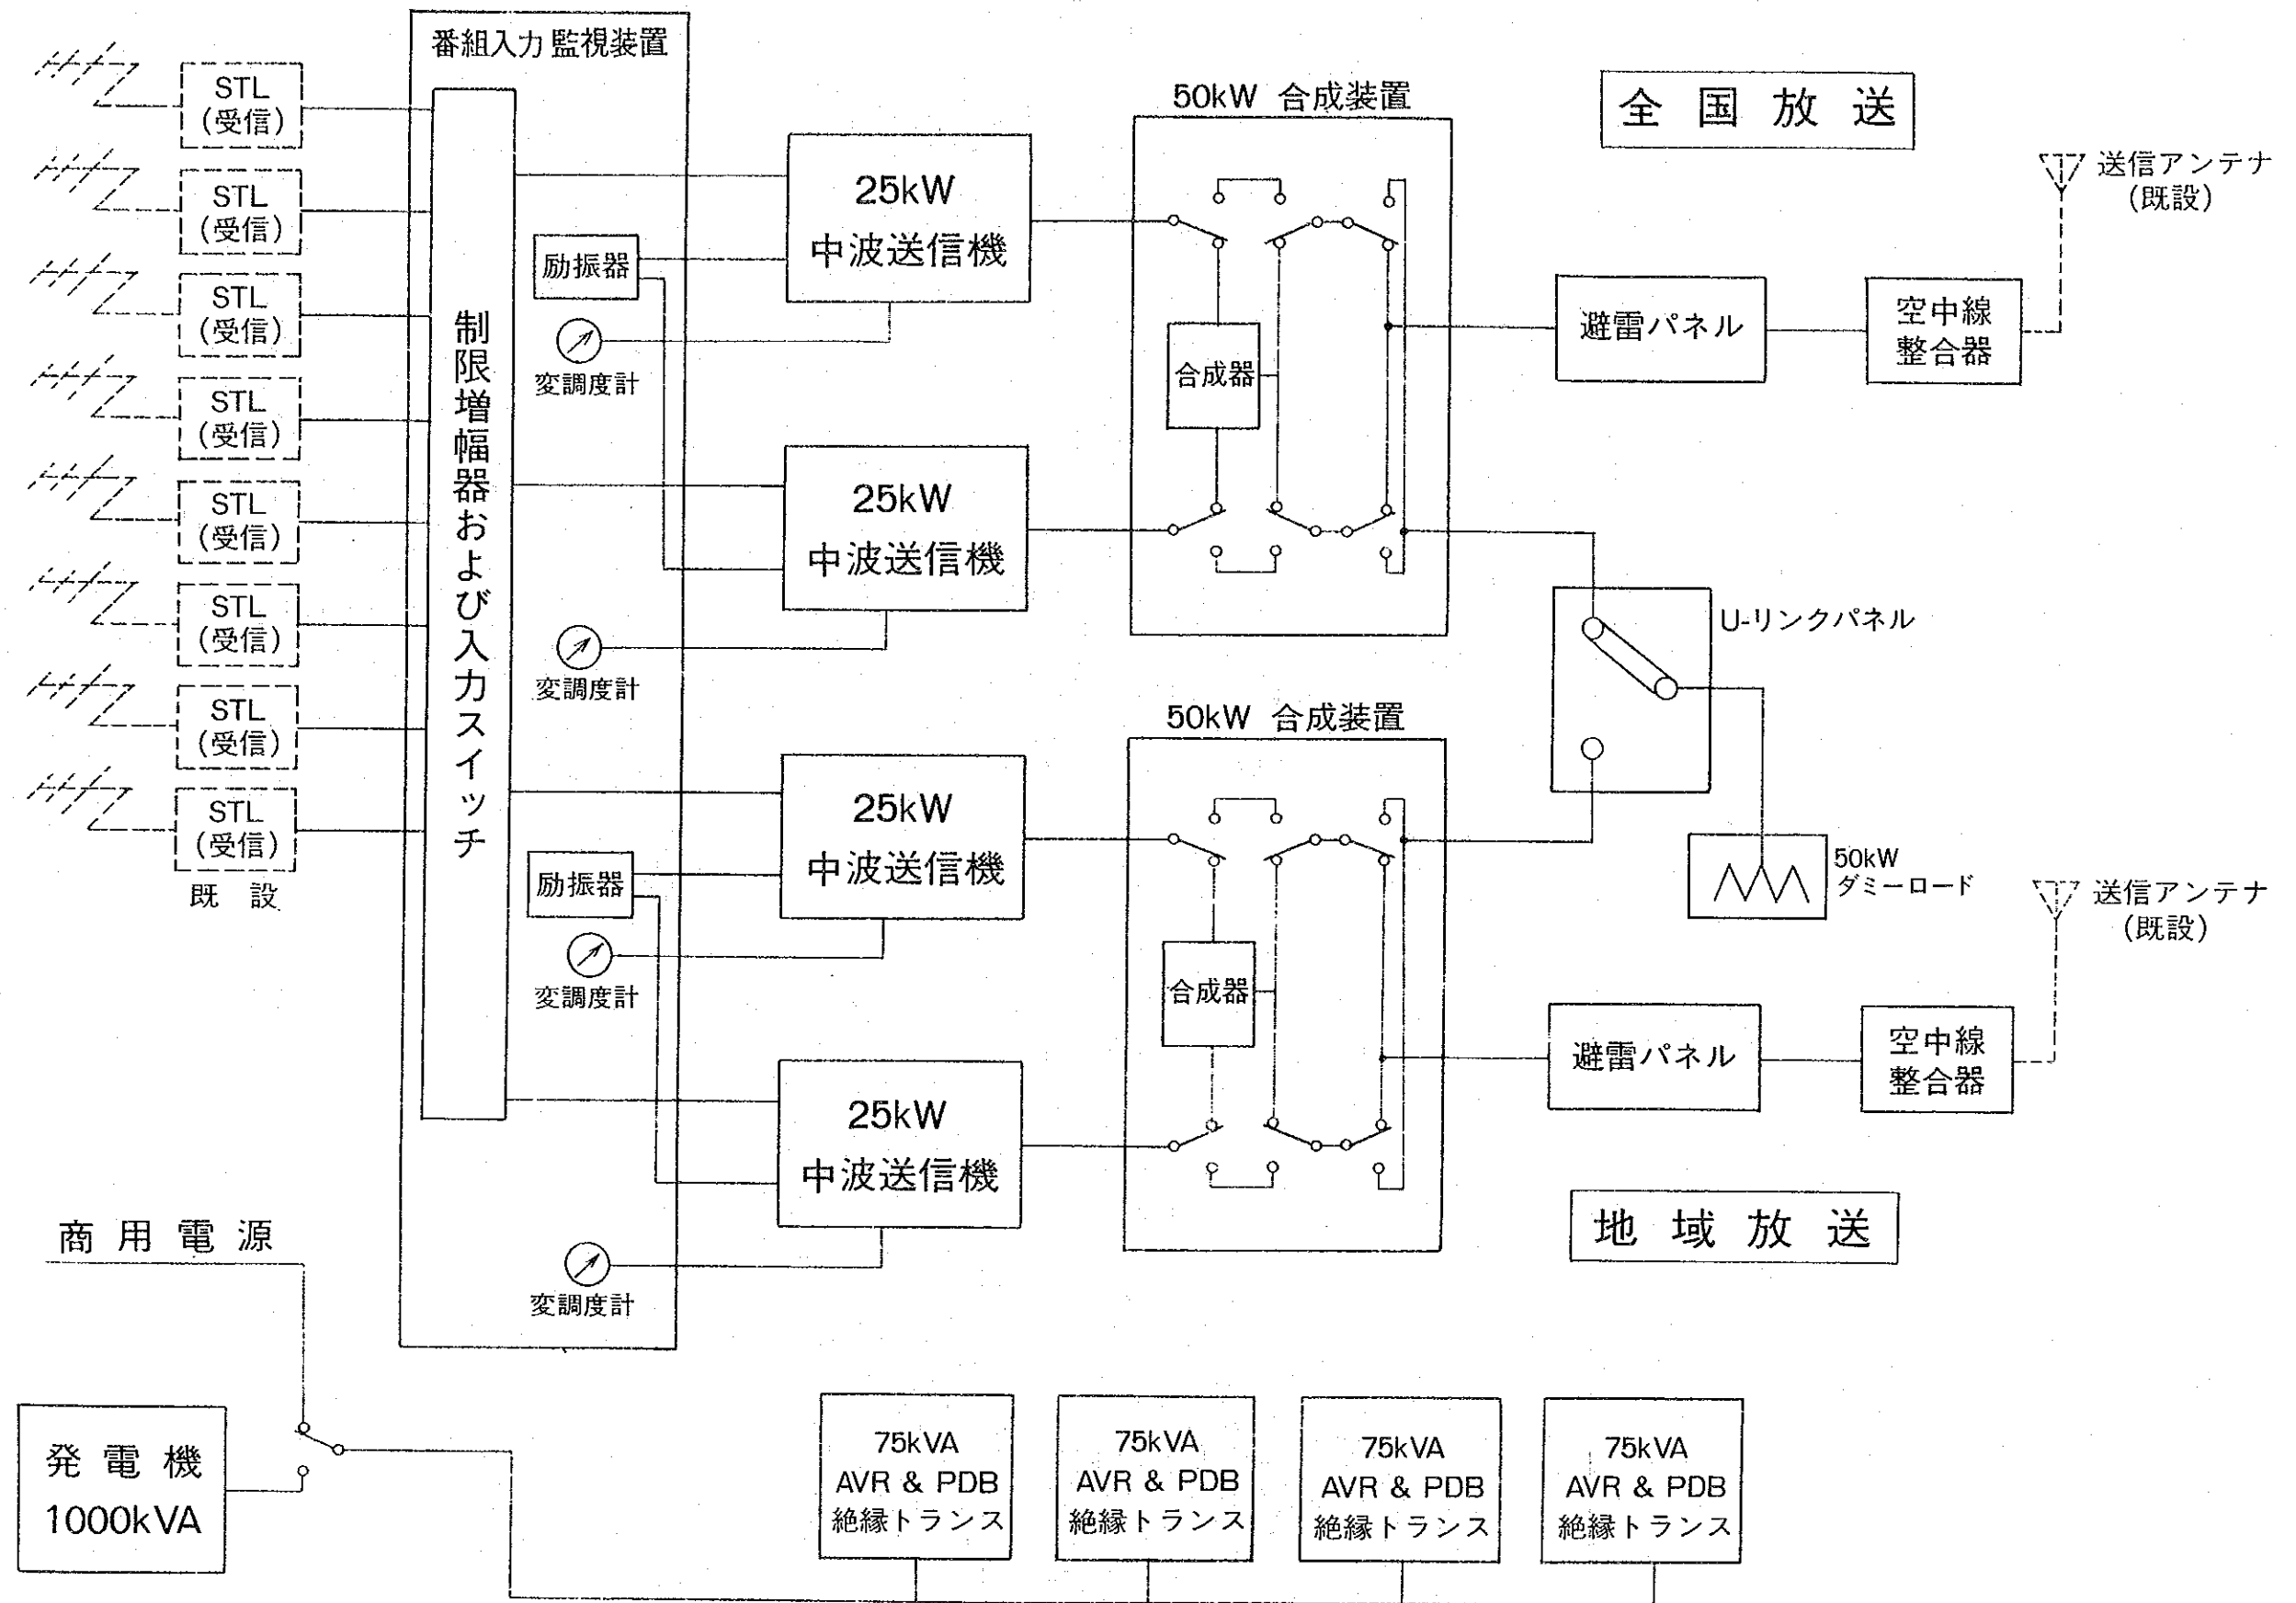 番組入力監視装置
STL
(受信)
STL
(受信)
STL
(受信)
STL
(受信)
STL
(受信)
STL
(受信)
STL
(受信)
STL
(受信)
既 設
制限増幅器および入力スイッチ
励振器
変調度計
変調度計
励振器
変調度計
変調度計
25kW
中波送信機
25kW
中波送信機
25kW
中波送信機
25kW
中波送信機
50kW 合成装置
合成器
50kW 合成装置
合成器
全国放送
送信アンテナ
(既設)
避雷パネル
空中線
整合器
U-リンクパネル
50kW
ダミーロード
送信アンテナ
(既設)
避雷パネル
空中線
整合器
地域放送
商用電源
発電機
1000kVA
75kVA
AVR & PDB
絶縁トランス
75kVA
AVR & PDB
絶縁トランス
75kVA
AVR & PDB
絶縁トランス
75kVA
AVR & PDB
絶縁トランス